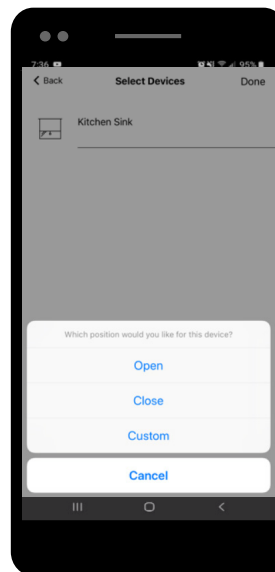 7:36 95%
Back Select Devices Done
Kitchen Sink
Which position would you like for this device?
Open
Close
Custom
Cancel